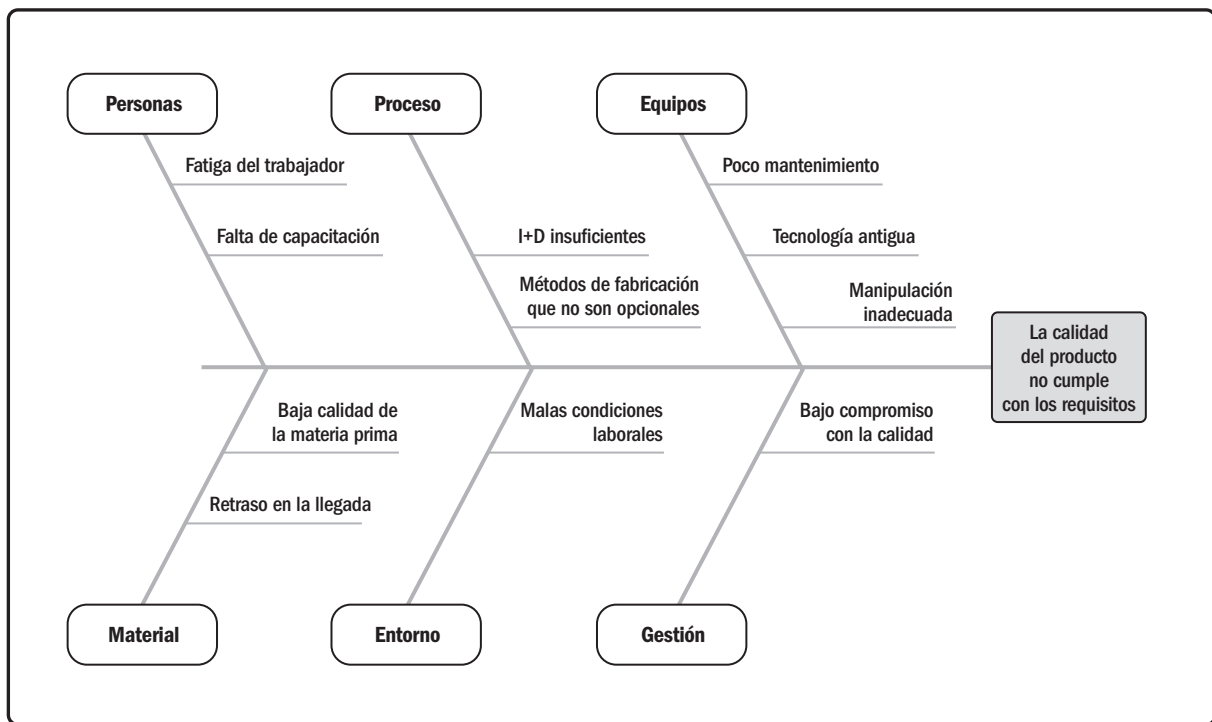 Personas
Proceso
Equipos
Fatiga del trabajador
Poco mantenimiento
Falta de capacitación
I+D insuficientes
Tecnología antigua
Métodos de fabricación
que no son opcionales
Manipulación
inadecuada
La calidad
del producto
no cumple
con los requisitos
Baja calidad de
la materia prima
Malas condiciones
laborales
Bajo compromiso
con la calidad
Retraso en la llegada
Material
Entorno
Gestión